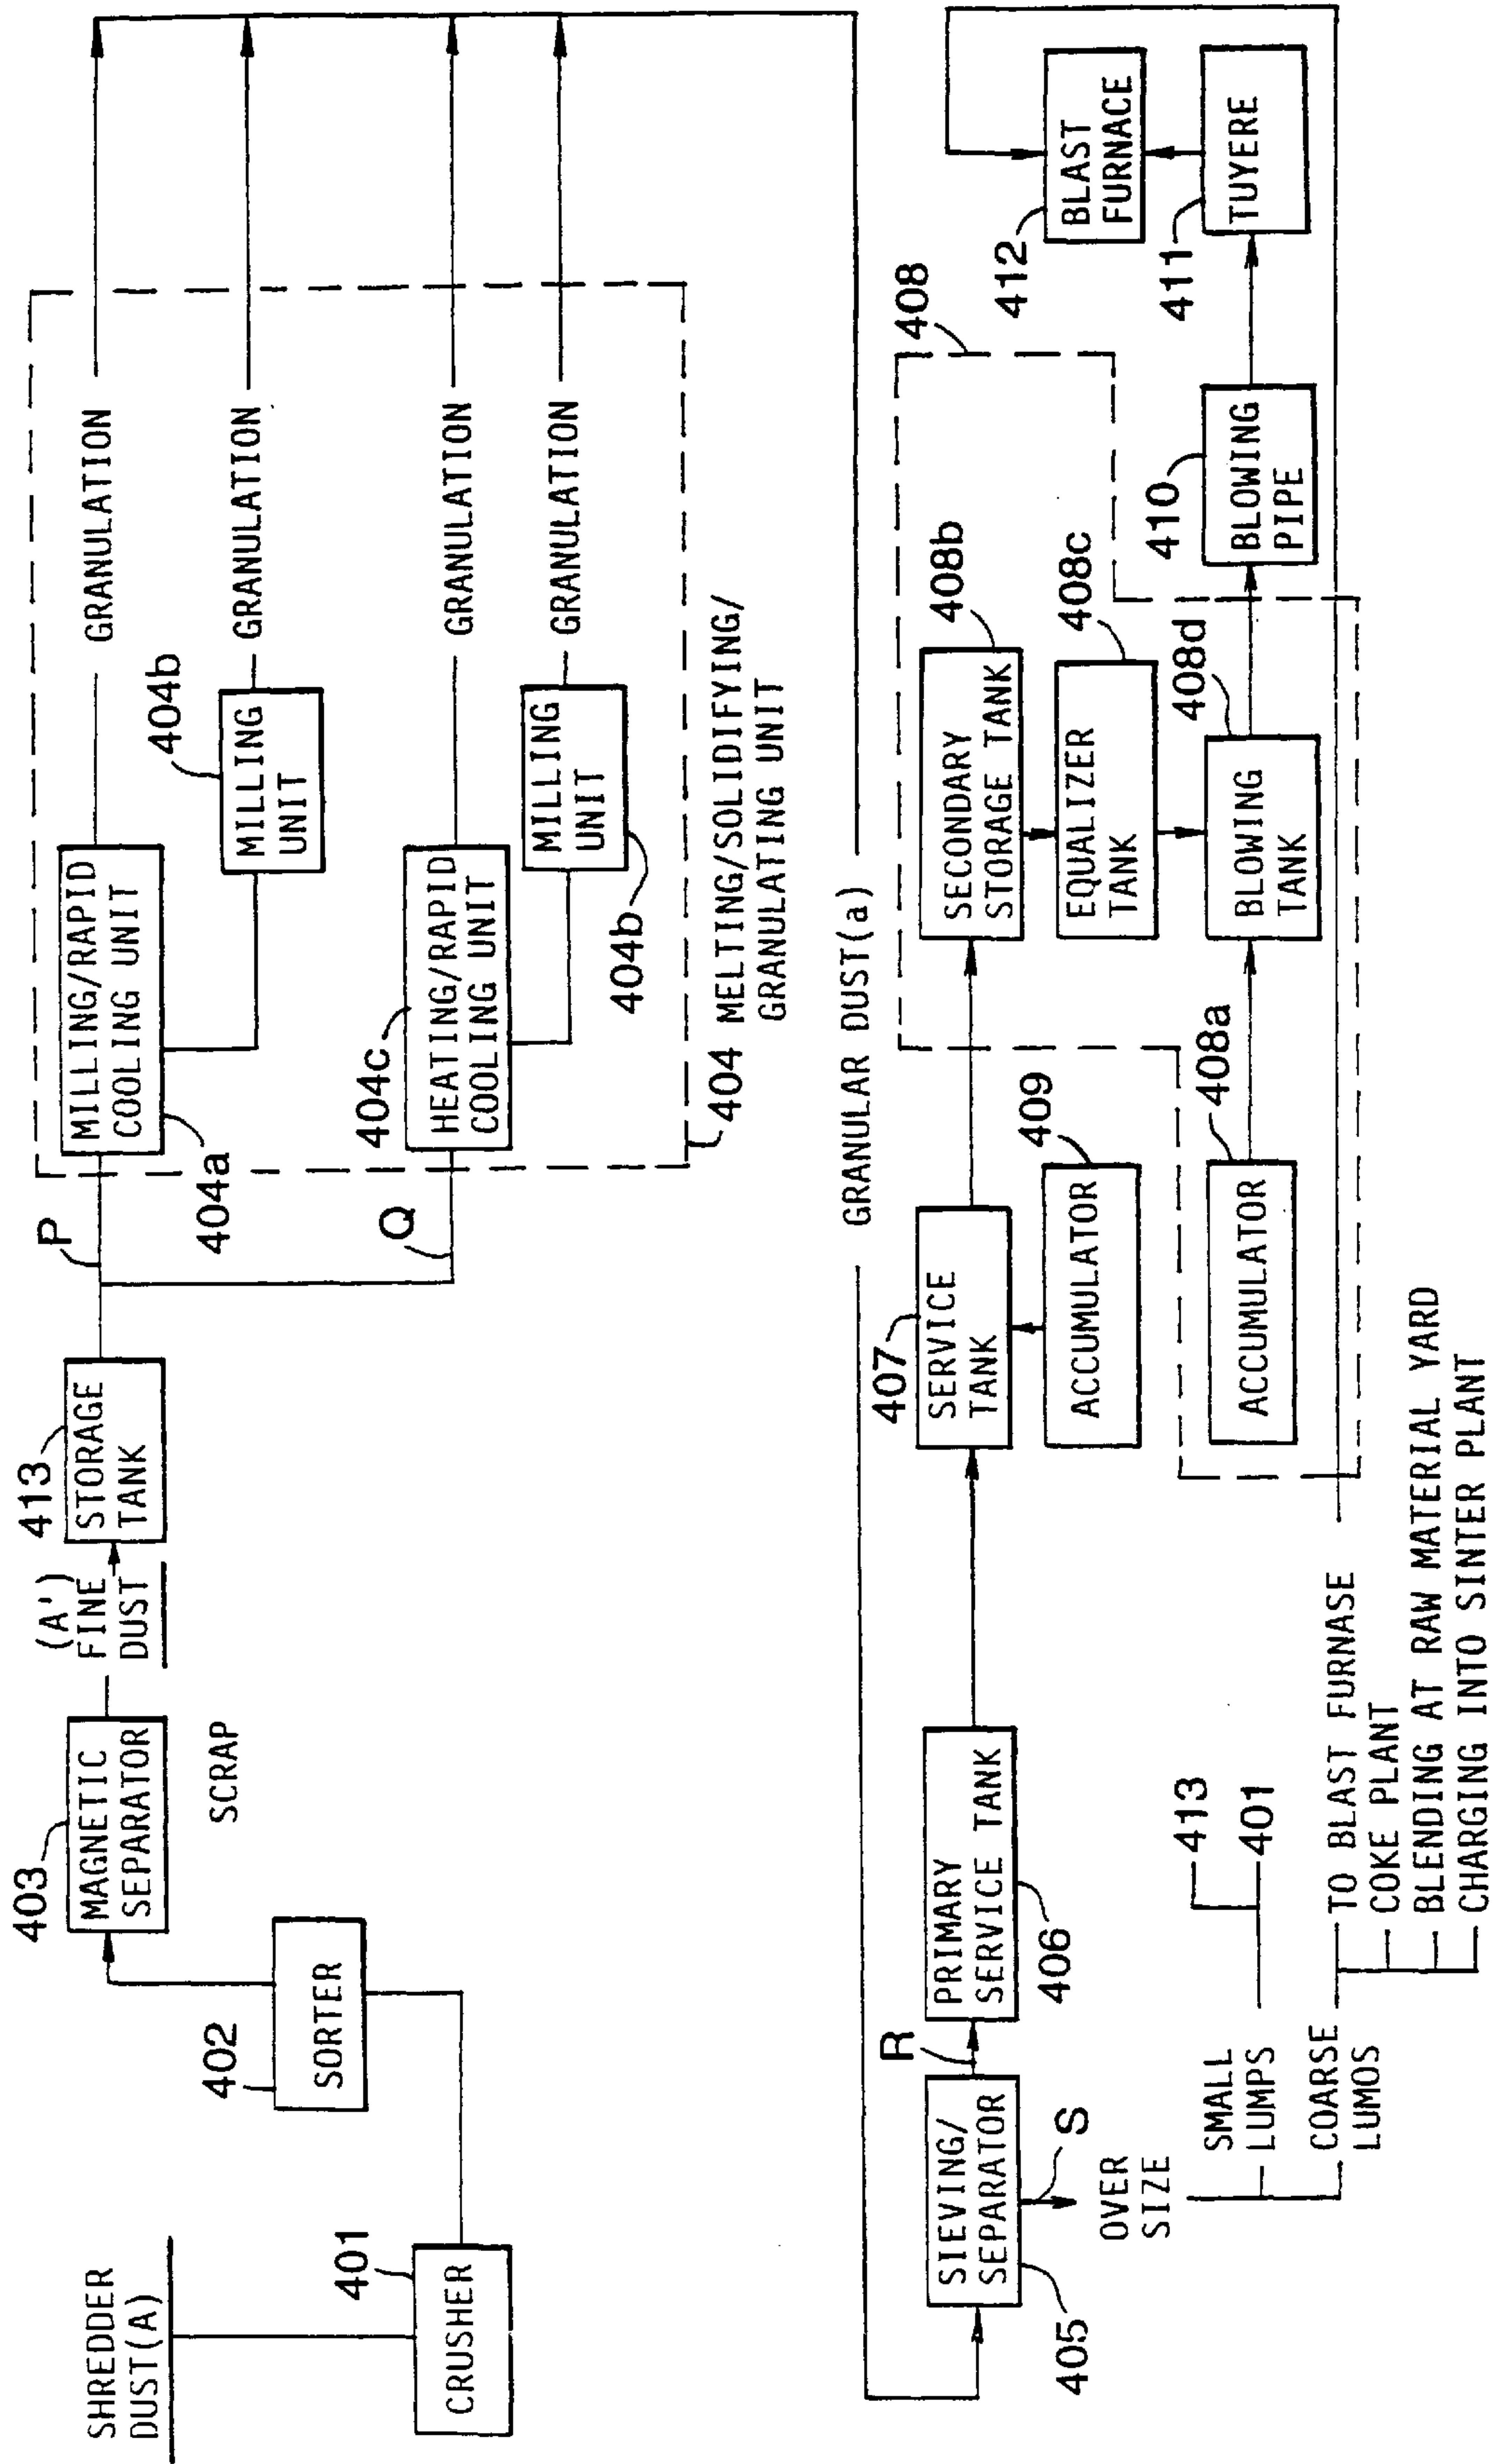 SHREDDER
DUST(A)
401
CRUSHER
402
SORTER
403
MAGNETIC
SEPARATOR
SCRAP
(A')
FINE
DUST
413
STORAGE
TANK
P
Q
404a
MILLING/RAPID
COOLING UNIT
404b
MILLING
UNIT
404c
HEATING/RAPID
COOLING UNIT
404b
MILLING
UNIT
GRANULATION
GRANULATION
GRANULATION
GRANULATION
404 MELTING/SOLIDIFYING/
GRANULATING UNIT
GRANULAR DUST(a)
405
SIEVING/
SEPARATOR
R
S
OVER
SIZE
SMALL
LUMPS
413
401
COARSE
LUMOS
TO BLAST FURNASE
COKE PLANT
BLENDING AT RAW MATERIAL YARD
CHARGING INTO SINTER PLANT
PRIMARY
SERVICE TANK
406
407
SERVICE
TANK
409
ACCUMULATOR
408a
ACCUMULATOR
408
408b
SECONDARY
STORAGE TANK
408c
EQUALIZER
TANK
408d
BLOWING
TANK
410
BLOWING
PIPE
411
TUYERE
412
BLAST
FURNACE